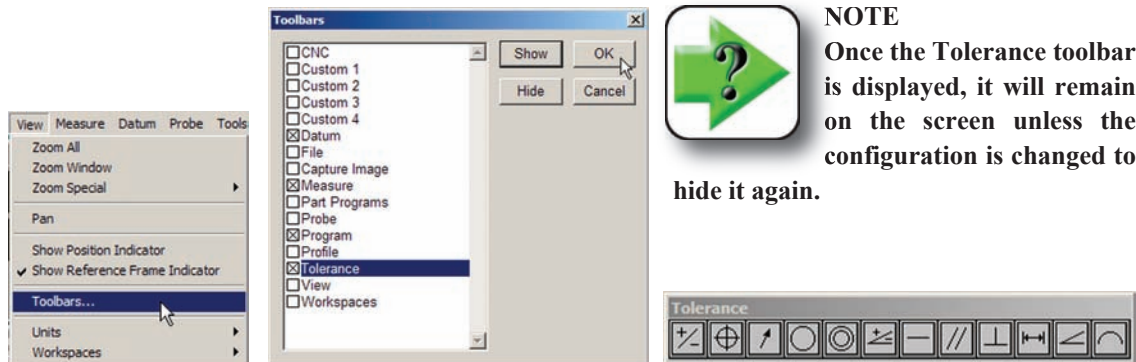 View Measure Datum Probe Tools
Zoom All
Zoom Window
Zoom Special
Pan
Show Position Indicator
Show Reference Frame Indicator
Toolbars...
Units
Workspaces
Toolbars
CNC
Custom 1
Custom 2
Custom 3
Custom 4
Datum
File
Capture Image
Measure
Part Programs
Probe
Program
Profile
Tolerance
View
Workspaces
Show OK
Hide Cancel
NOTE
Once the Tolerance toolbar
is displayed, it will remain
on the screen unless the
configuration is changed to
hide it again.
Tolerance